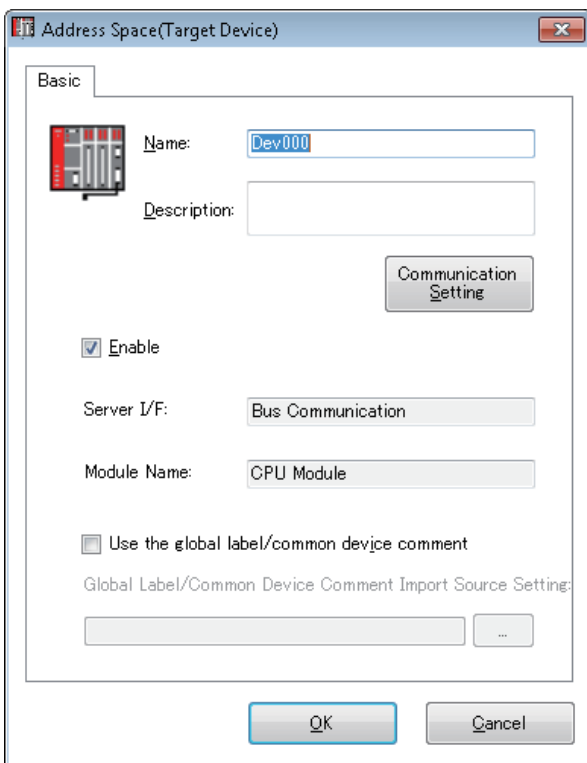 Address Space(Target Device)
Basic
Name: Dev000
Description:
Communication
Setting
Enable
Server I/F: Bus Communication
Module Name: CPU Module
Use the global label/common device comment
Global Label/Common Device Comment Import Source Setting:
...
OK Cancel